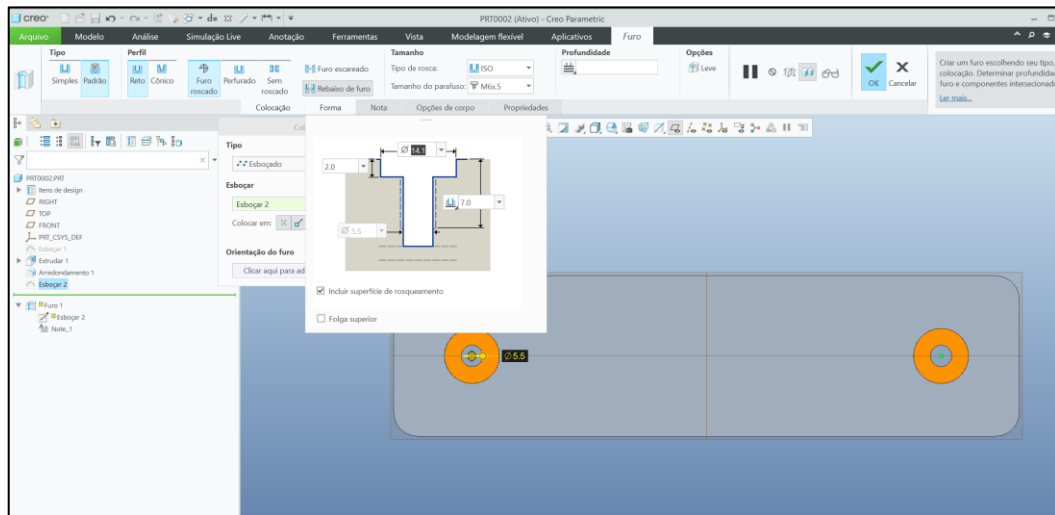 creo®
PRT0002 (Ativo) - Creo Parametric
Arquivo Modelo Análise Simulação Live Anotação Ferramentas Vista Modelagem flexível Aplicativos Furo
Tipo Perfil Tamanho Profundidade Opções
Simples Padrão Reto Cônico Furo roscado Perfurado Sem roscado
Furo escareado
Rebaixo de furo
Tipo de rosca: ISO
Tamanho do parafuso: M6x.5
Leve
OK Cancelar
Criar um furo escolhendo seu tipo,
colocação. Determinar profundida
furo e componentes intersecionad
Ler mais...
Colocação Forma Nota Opções de corpo Propriedades
Tipo
Esboçado
Esboçar
Esboçar 2
Colocar em:
Orientação do furo
Clicar aqui para ad
Ø 14.1
2.0
7.0
Ø 5.5
Incluir superfície de rosqueamento
Folga superior
PRT0002.PRT
Itens de design
RIGHT
TOP
FRONT
PRT_CSYS_DEF
Esboçar 1
Extrudar 1
Arredondamento 1
Esboçar 2
Furo 1
Esboçar 2
Note_1
Ø5.5